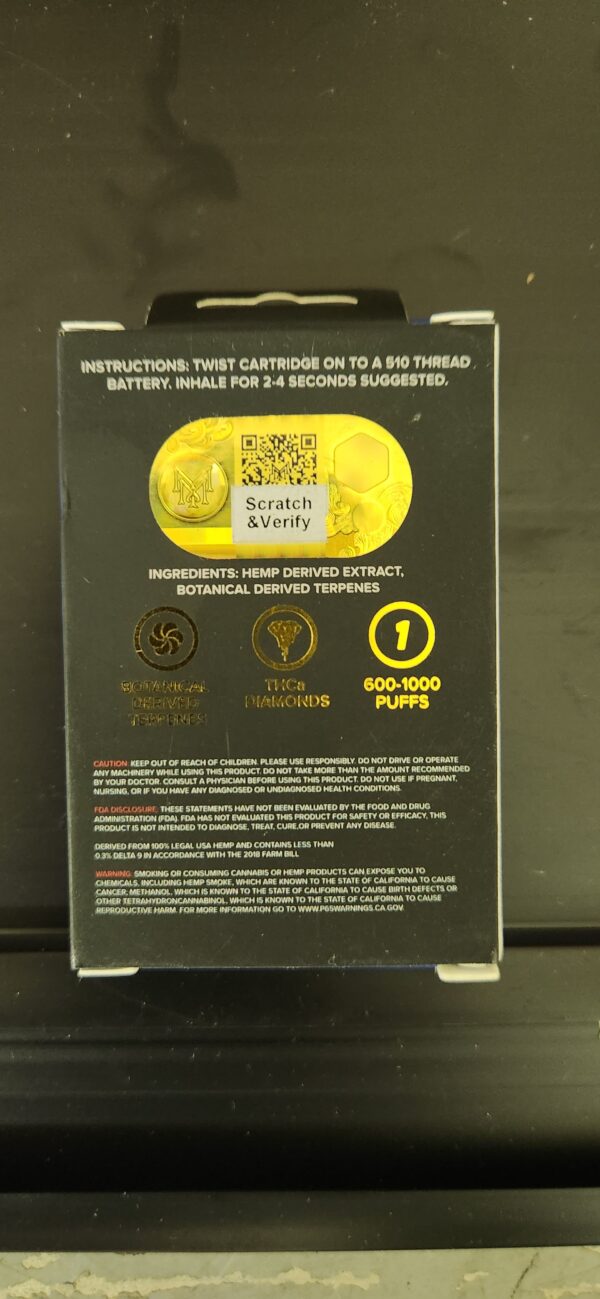 INSTRUCTIONS: TWIST CARTRIDGE ON TO A 510 THREAD
BATTERY. INHALE FOR 2-4 SECONDS SUGGESTED.
M
Scratch
&Verify
INGREDIENTS: HEMP DERIVED EXTRACT,
BOTANICAL DERIVED TERPENES
BOTANICAL
DERIVED
TERPENES
THCa
DIAMONDS
1
600-1000
PUFFS
CAUTION: KEEP OUT OF REACH OF CHILDREN. PLEASE USE RESPONSIBLY. DO NOT DRIVE OR OPERATE
ANY MACHINERY WHILE USING THIS PRODUCT. DO NOT TAKE MORE THAN THE AMOUNT RECOMMENDED
BY YOUR DOCTOR. CONSULT A PHYSICIAN BEFORE USING THIS PRODUCT. DO NOT USE IF PREGNANT,
NURSING, OR IF YOU HAVE ANY DIAGNOSED OR UNDIAGNOSED HEALTH CONDITIONS.
FDA DISCLOSURE: THESE STATEMENTS HAVE NOT BEEN EVALUATED BY THE FOOD AND DRUG
ADMINISTRATION (FDA). FDA HAS NOT EVALUATED THIS PRODUCT FOR SAFETY OR EFFICACY, THIS
PRODUCT IS NOT INTENDED TO DIAGNOSE, TREAT, CURE,OR PREVENT ANY DISEASE.
DERIVED FROM 100% LEGAL USA HEMP AND CONTAINS LESS THAN
0.3% DELTA 9 IN ACCORDANCE WITH THE 2018 FARM BILL
WARNING: SMOKING OR CONSUMING CANNABIS OR HEMP PRODUCTS CAN EXPOSE YOU TO
CHEMICALS, INCLUDING HEMP SMOKE, WHICH ARE KNOWN TO THE STATE OF CALIFORNIA TO CAUSE
CANCER; METHANOL, WHICH IS KNOWN TO THE STATE OF CALIFORNIA TO CAUSE BIRTH DEFECTS OR
OTHER TETRAHYDRONCANNABINOL, WHICH IS KNOWN TO THE STATE OF CALIFORNIA TO CAUSE
REPRODUCTIVE HARM. FOR MORE INFORMATION GO TO WWW.P65WARNINGS.CA.GOV